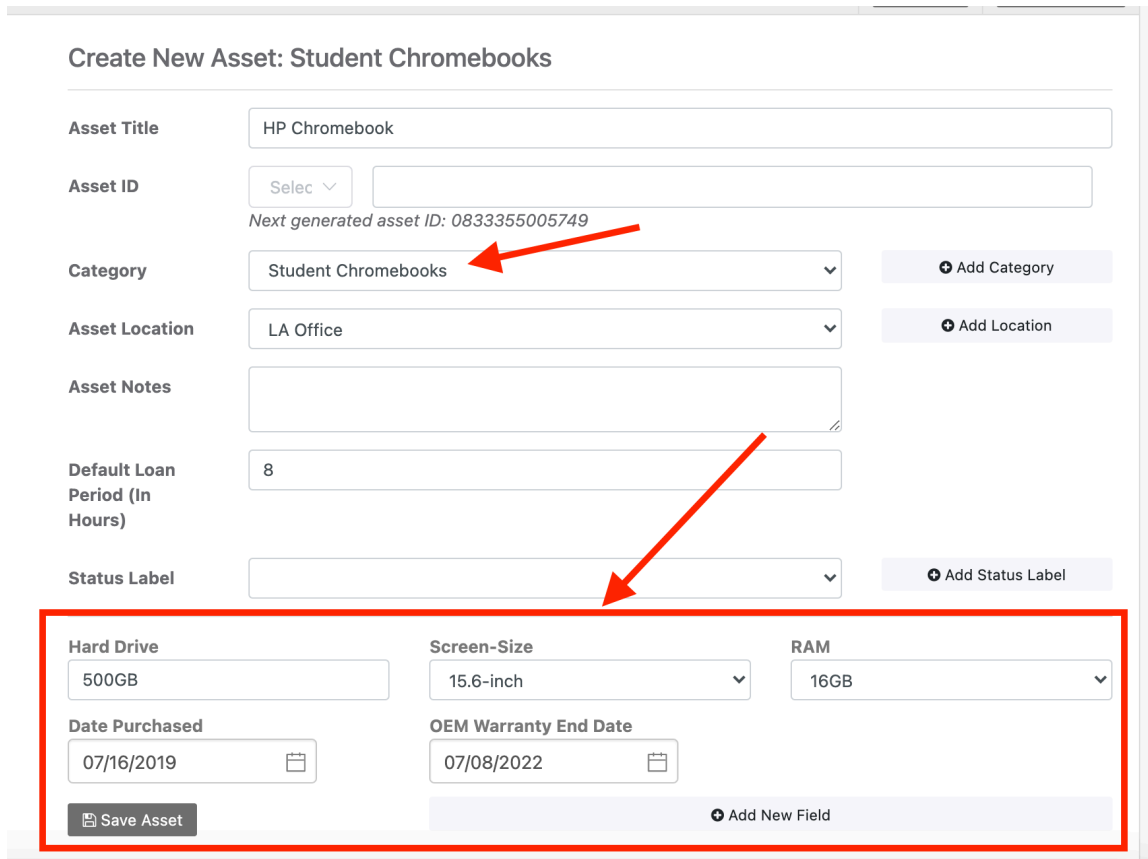 Create New Asset: Student Chromebooks
Asset Title
HP Chromebook
Asset ID
Selec
Next generated asset ID: 0833355005749
Category
Student Chromebooks
Add Category
Asset Location
LA Office
Add Location
Asset Notes
Default Loan
Period (In
Hours)
8
Status Label
Add Status Label
Hard Drive
Screen-Size
RAM
500GB
15.6-inch
16GB
Date Purchased
OEM Warranty End Date
07/16/2019
07/08/2022
Save Asset
Add New Field